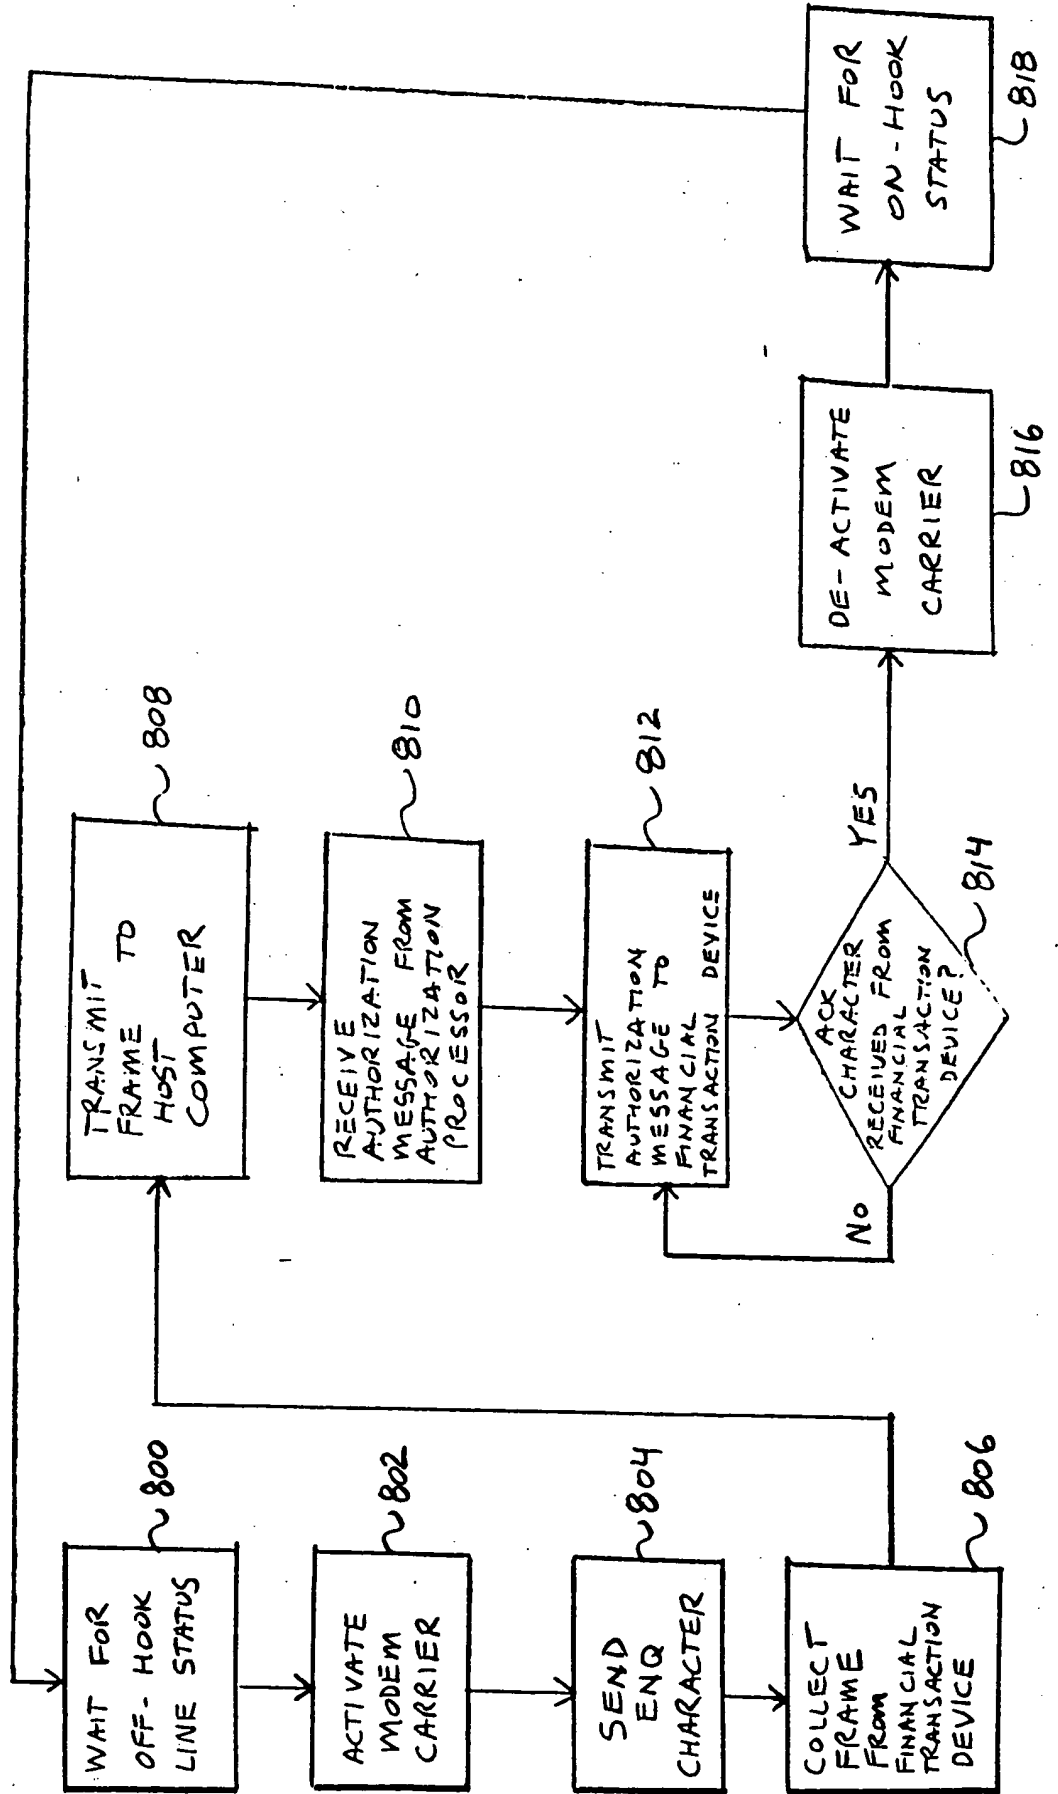 WAIT FOR
OFF-HOOK
LINE STATUS
800
ACTIVATE
MODEM
CARRIER
802
SEND
ENQ
CHARACTER
804
COLLECT
FRAME
FROM
FINANCIAL
TRANSACTION
DEVICE
806
TRANSMIT
FRAME TO
HOST
COMPUTER
808
RECEIVE
AUTHORIZATION
MESSAGE FROM
AUTHORIZATION
PROCESSOR
810
TRANSMIT
AUTHORIZATION
MESSAGE TO
FINANCIAL
TRANSACTION DEVICE
812
ACK
CHARACTER
RECEIVED FROM
FINANCIAL
TRANSACTION
DEVICE?
814
NO
YES
DE-ACTIVATE
MODEM
CARRIER
816
WAIT FOR
ON-HOOK
STATUS
818